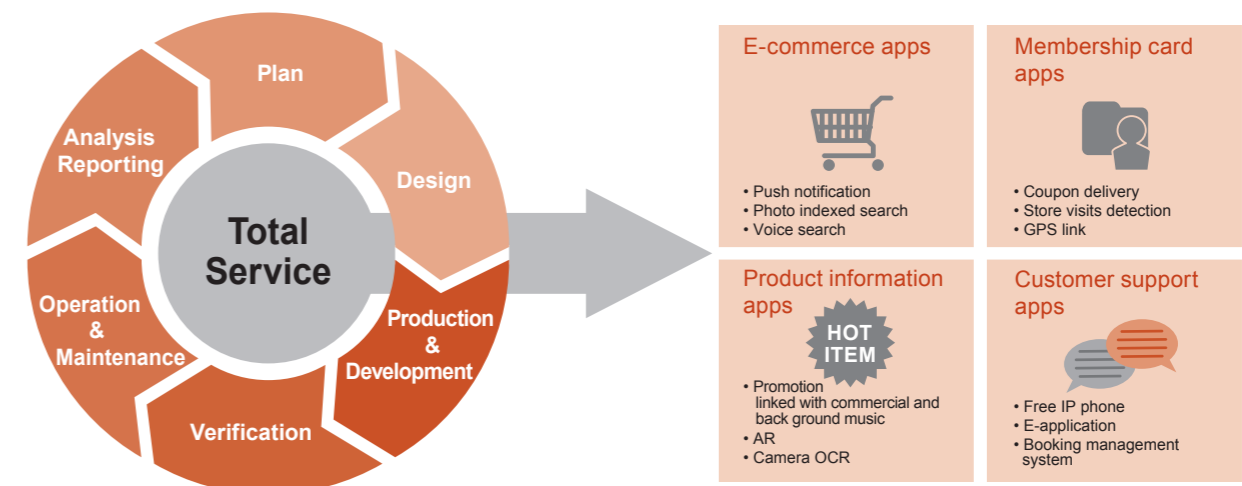 Plan
Design
Production
&
Development
Verification
Operation
&
Maintenance
Analysis
Reporting
Total
Service
E-commerce apps
• Push notification
• Photo indexed search
• Voice search
Membership card
apps
• Coupon delivery
• Store visits detection
• GPS link
Product information
apps
HOT
ITEM
• Promotion
linked with commercial and
back ground music
• AR
• Camera OCR
Customer support
apps
• Free IP phone
• E-application
• Booking management
system